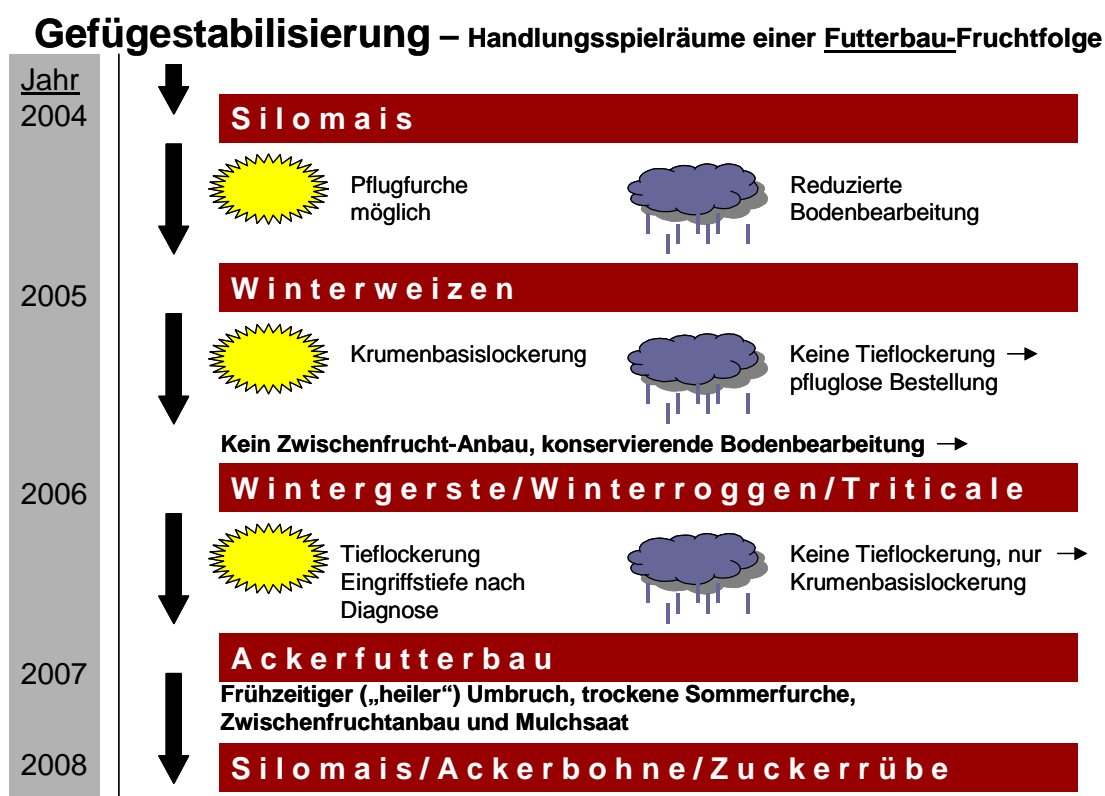 Gefügestabilisierung – Handlungsspielräume einer Futterbau-Fruchtfolge
Jahr
2004
Silomais
Pflugfurche
möglich
Reduzierte
Bodenbearbeitung
2005
Winterweizen
Krumenbasislockerung
Keine Tieflockerung →
pfluglose Bestellung
Kein Zwischenfrucht-Anbau, konservierende Bodenbearbeitung →
2006
Wintergerste/Winterroggen/Triticale
Tieflockerung
Eingriffstiefe nach
Diagnose
Keine Tieflockerung, nur →
Krumenbasislockerung
2007
Ackerfutterbau
Frühzeitiger („heiler“) Umbruch, trockene Sommerfurche,
Zwischenfruchtanbau und Mulchsaat
2008
Silomais/Ackerbohne/Zuckerrübe